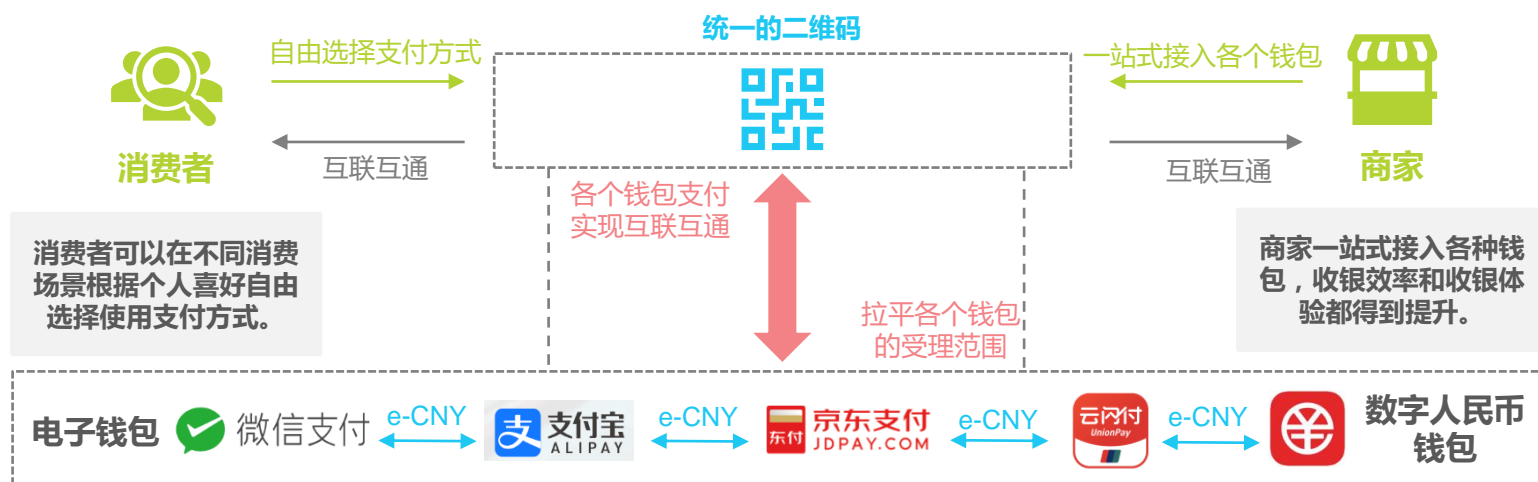 统一的二维码
自由选择支付方式
一站式接入各个钱包
消费者
互联互通
互联互通
商家
各个钱包支付
实现互联互通
消费者可以在不同消费
场景根据个人喜好自由
选择使用支付方式。
商家一站式接入各种钱
包，收银效率和收银体
验都得到提升。
拉平各个钱包
的受理范围
电子钱包
微信支付
e-CNY
支
支付宝
ALIPAY
e-CNY
东付
京东支付
JDPAY.COM
e-CNY
云闪付
UnionPay
e-CNY
数字人民币
钱包